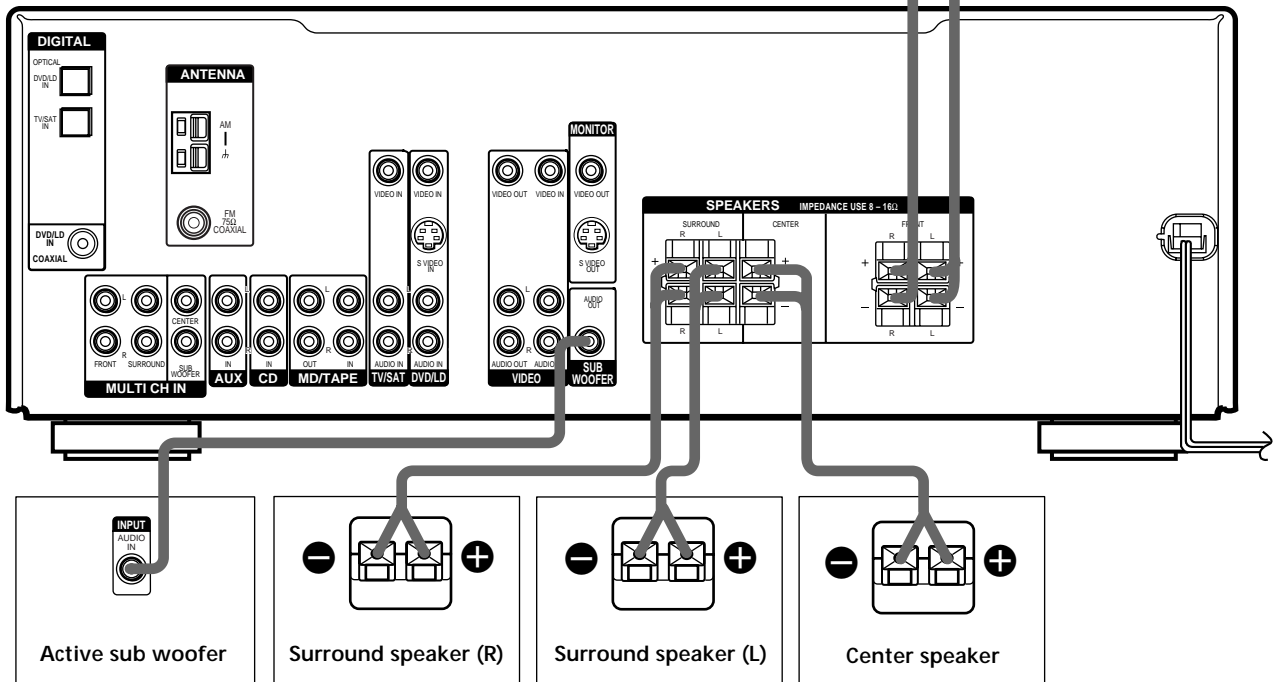 DIGITAL
OPTICAL
DVD/LD
IN
TV/SAT
IN
DVD/LD
IN
COAXIAL
ANTENNA
AM
FM
75Ω
COAXIAL
MONITOR
VIDEO IN
VIDEO IN
VIDEO OUT
VIDEO IN
VIDEO OUT
S VIDEO
IN
S VIDEO
OUT
SPEAKERS IMPEDANCE USE 8 – 16Ω
SURROUND
CENTER
FRONT
R
L
R
L
+
+
+
+
–
–
–
R
L
R
L
L
CENTER
L
L
L
L
AUDIO
OUT
R
R
R
R
R
FRONT
SURROUND
SUB
WOOFER
IN
IN
OUT
IN
AUDIO IN
AUDIO IN
AUDIO OUT
AUDIO
MULTI CH IN
AUX
CD
MD/TAPE
TV/SAT
DVD/LD
VIDEO
SUB
WOOFER
INPUT
AUDIO
IN
– +
– +
– +
Active sub woofer
Surround speaker (R)
Surround speaker (L)
Center speaker